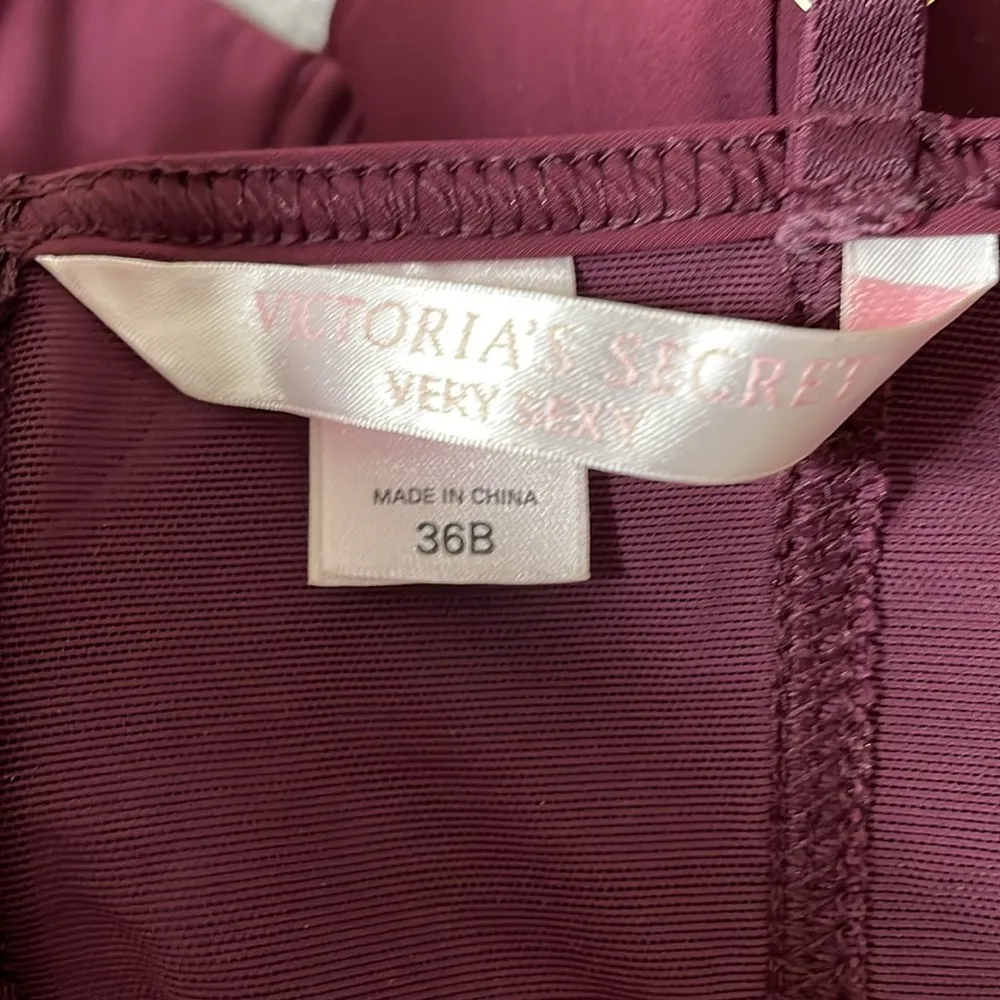 VICTORIA'S SECRET
VERY SEXY
MADE IN CHINA
36B